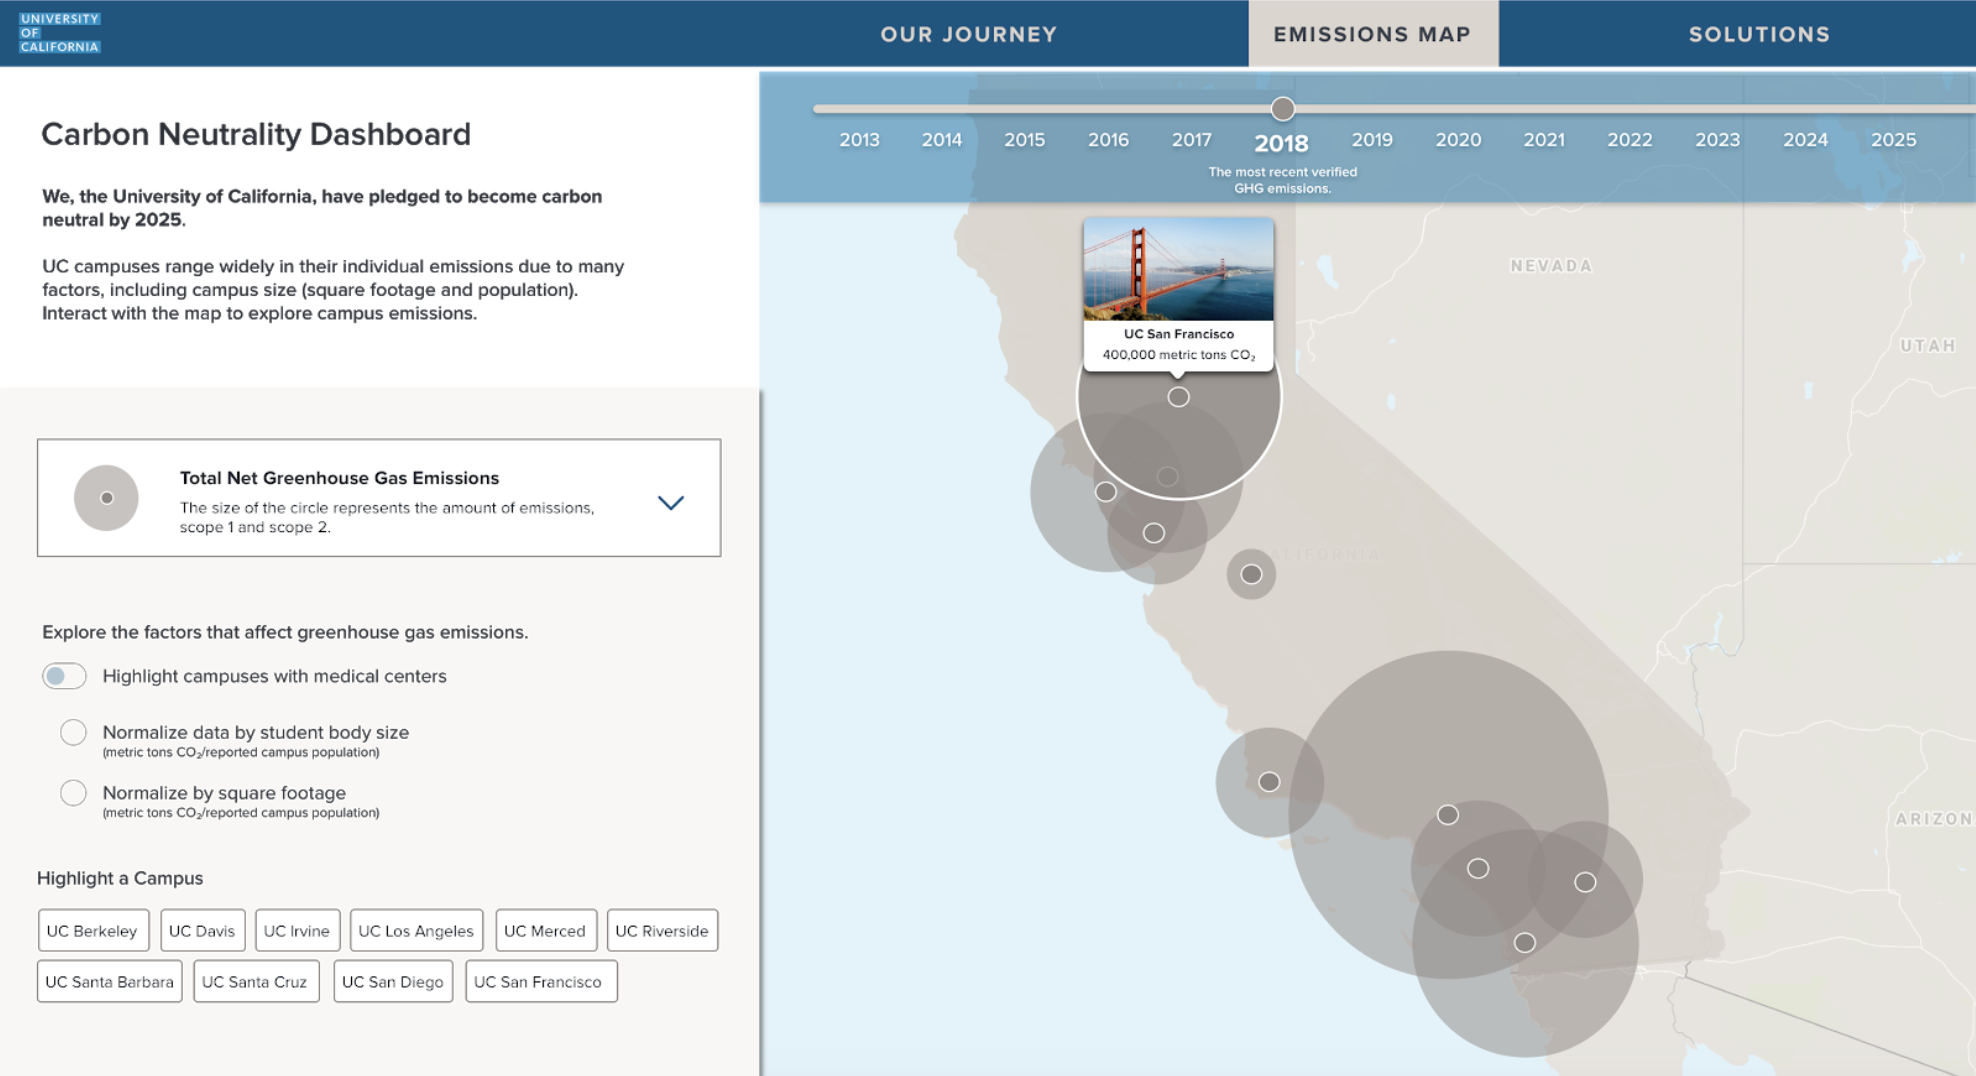 UNIVERSITY
OF
CALIFORNIA
OUR JOURNEY
EMISSIONS MAP
SOLUTIONS
Carbon Neutrality Dashboard
We, the University of California, have pledged to become carbon
neutral by 2025.
UC campuses range widely in their individual emissions due to many
factors, including campus size (square footage and population).
Interact with the map to explore campus emissions.
Total Net Greenhouse Gas Emissions
The size of the circle represents the amount of emissions,
scope 1 and scope 2.
Explore the factors that affect greenhouse gas emissions.
Highlight campuses with medical centers
Normalize data by student body size
(metric tons CO₂/reported campus population)
Normalize by square footage
(metric tons CO₂/reported campus population)
Highlight a Campus
UC Berkeley
UC Davis
UC Irvine
UC Los Angeles
UC Merced
UC Riverside
UC Santa Barbara
UC Santa Cruz
UC San Diego
UC San Francisco
2013
2014
2015
2016
2017
2018
2019
2020
2021
2022
2023
2024
2025
The most recent verified
GHG emissions.
UC San Francisco
400,000 metric tons CO₂
NEVADA
UTAH
ALIFORNIA
ARIZON